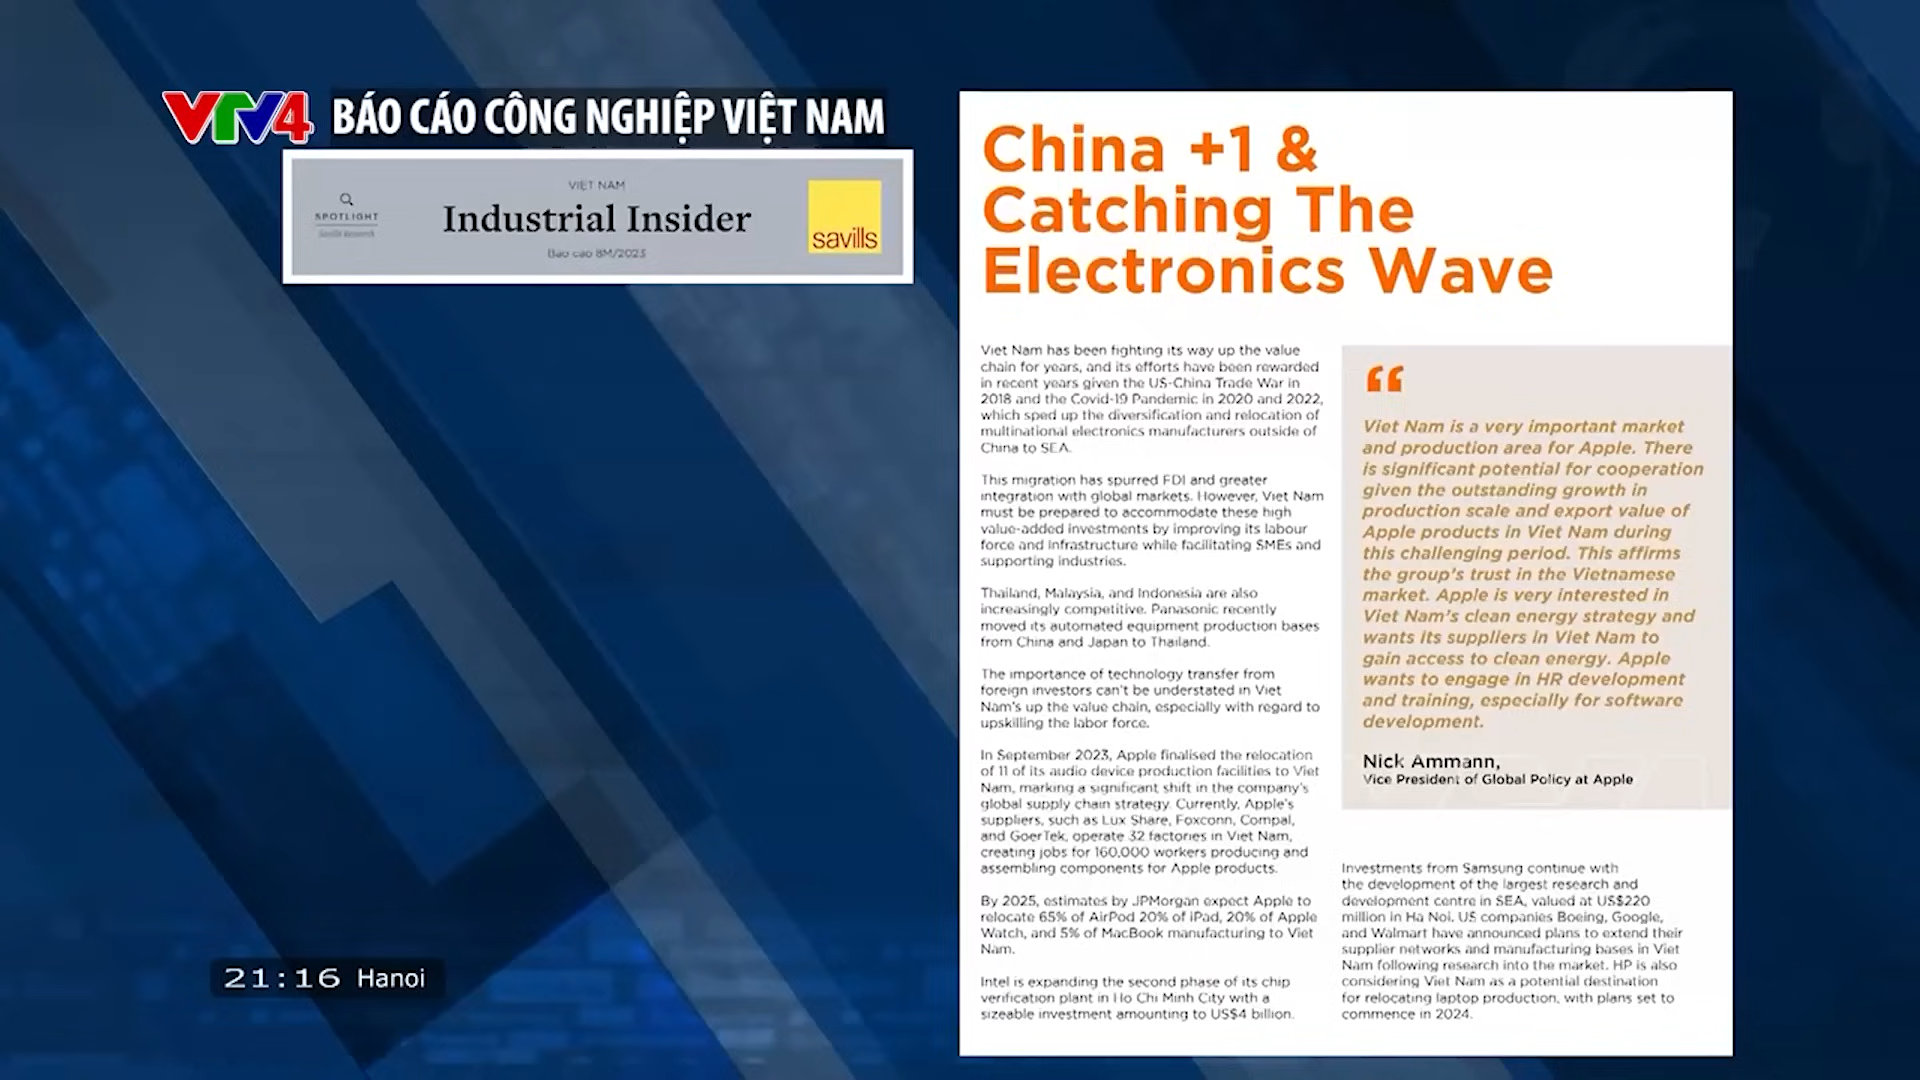 VTV4 BÁO CÁO CÔNG NGHIỆP VIỆT NAM
SPOTLIGHT
Savills Research
VIỆT NAM
Industrial Insider
Báo cáo 8M/2023
savills
China +1 &
Catching The
Electronics Wave
Viet Nam has been fighting its way up the value
chain for years, and its efforts have been rewarded
in recent years given the US-China Trade War in
2018 and the Covid-19 Pandemic in 2020 and 2022,
which sped up the diversification and relocation of
multinational electronics manufacturers outside of
China to SEA.
This migration has spurred FDI and greater
integration with global markets. However, Viet Nam
must be prepared to accommodate these high
value-added investments by improving its labour
force and infrastructure while facilitating SMEs and
supporting industries.
Thailand, Malaysia, and Indonesia are also
increasingly competitive. Panasonic recently
moved its automated equipment production bases
from China and Japan to Thailand.
The importance of technology transfer from
foreign investors can't be understated in Viet
Nam's up the value chain, especially with regard to
upskilling the labor force.
In September 2023, Apple finalised the relocation
of 11 of its audio device production facilities to Viet
Nam, marking a significant shift in the company's
global supply chain strategy. Currently, Apple's
suppliers, such as Lux Share, Foxconn, Compal,
and GoerTek, operate 32 factories in Viet Nam,
creating jobs for 160,000 workers producing and
assembling components for Apple products.
By 2025, estimates by JPMorgan expect Apple to
relocate 65% of AirPod 20% of iPad, 20% of Apple
Watch, and 5% of MacBook manufacturing to Viet
Nam.
Intel is expanding the second phase of its chip
verification plant in Ho Chi Minh City with a
sizeable investment amounting to US$4 billion.
“
Viet Nam is a very important market
and production area for Apple. There
is significant potential for cooperation
given the outstanding growth in
production scale and export value of
Apple products in Viet Nam during
this challenging period. This affirms
the group's trust in the Vietnamese
market. Apple is very interested in
Viet Nam's clean energy strategy and
wants its suppliers in Viet Nam to
gain access to clean energy. Apple
wants to engage in HR development
and training, especially for software
development.
Nick Ammann,
Vice President of Global Policy at Apple
Investments from Samsung continue with
the development of the largest research and
development centre in SEA, valued at US$220
million in Ha Noi. US companies Boeing, Google,
and Walmart have announced plans to extend their
supplier networks and manufacturing bases in Viet
Nam following research into the market. HP is also
considering Viet Nam as a potential destination
for relocating laptop production, with plans set to
commence in 2024.
21:16 Hanoi